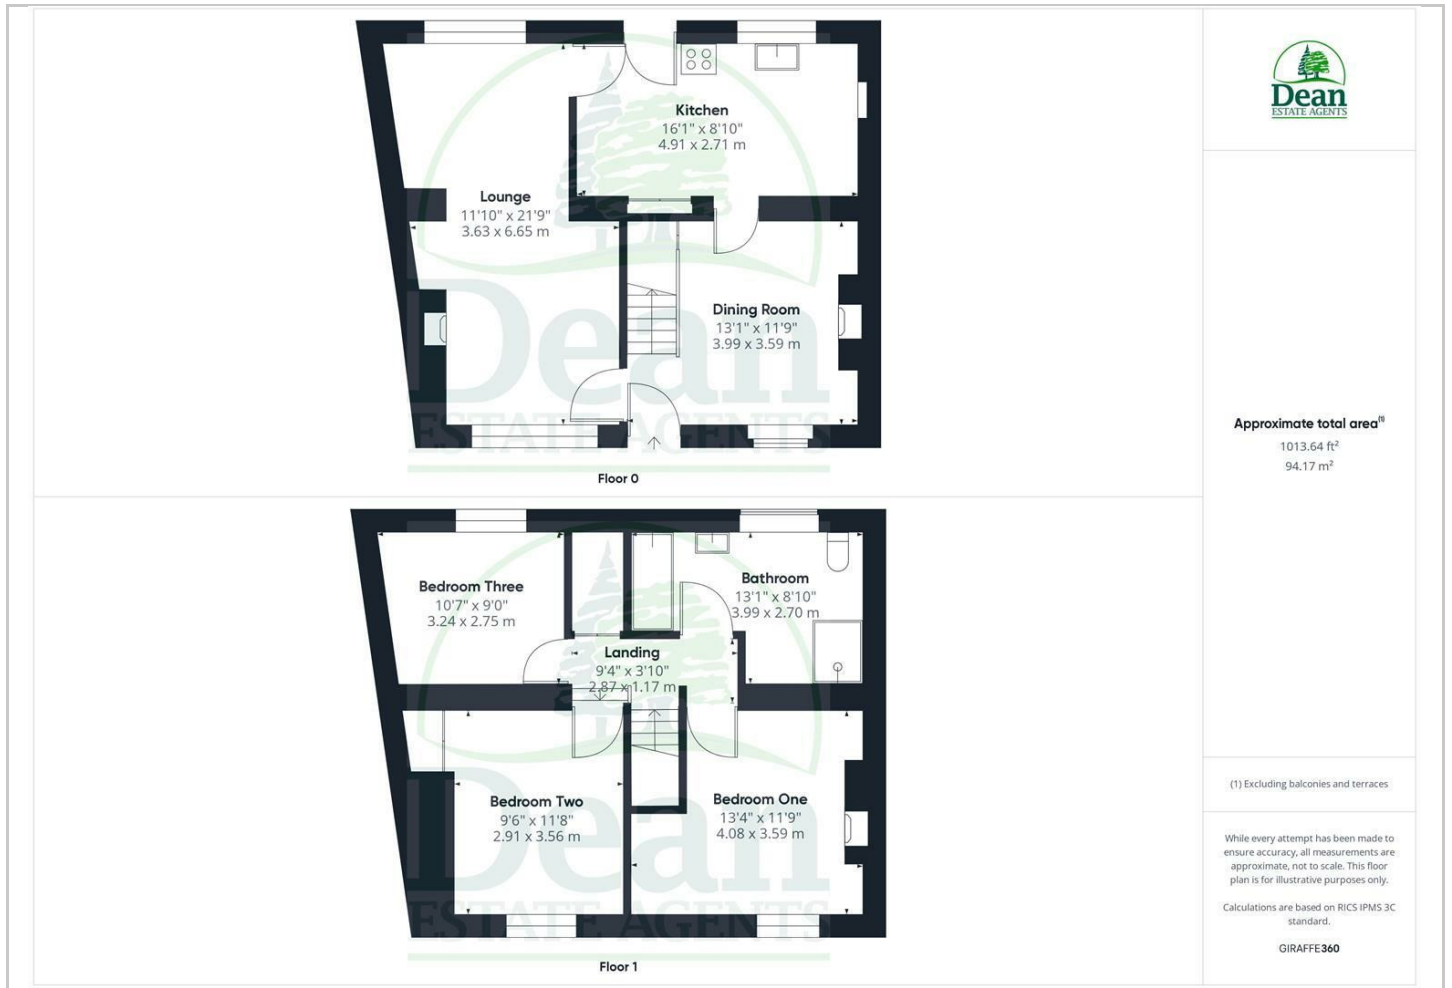 Kitchen
16'1" x 8'10"
4.91 x 2.71 m
Lounge
11'10" x 21'9"
3.63 x 6.65 m
Dining Room
13'1" x 11'9"
3.99 x 3.59 m
Dean
ESTATE AGENTS
Floor 0
Bedroom Three
10'7" x 9'0"
3.24 x 2.75 m
Bathroom
13'1" x 8'10"
3.99 x 2.70 m
Landing
9'4" x 3'10"
2.87 x 1.17 m
Bedroom Two
9'6" x 11'8"
2.91 x 3.56 m
Bedroom One
13'4" x 11'9"
4.08 x 3.59 m
Dean
ESTATE AGENTS
Floor 1
Dean
ESTATE AGENTS
Approximate total area(1)
1013.64 ft²
94.17 m²
(1) Excluding balconies and terraces
While every attempt has been made to
ensure accuracy, all measurements are
approximate, not to scale. This floor
plan is for illustrative purposes only.
Calculations are based on RICS IPMS 3C
standard.
GIRAFFE360